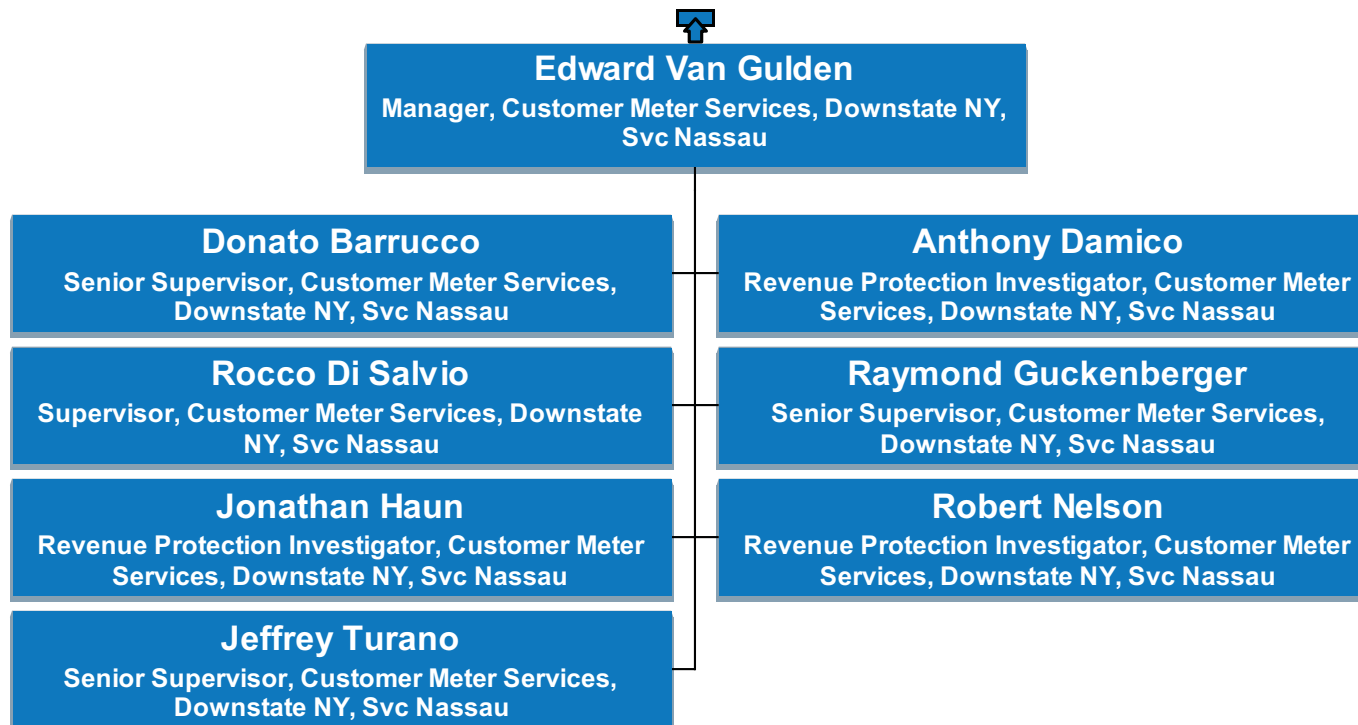 Edward Van Gulden
Manager, Customer Meter Services, Downstate NY,
Svc Nassau
Donato Barrucco
Senior Supervisor, Customer Meter Services,
Downstate NY, Svc Nassau
Anthony Damico
Revenue Protection Investigator, Customer Meter
Services, Downstate NY, Svc Nassau
Rocco Di Salvio
Supervisor, Customer Meter Services, Downstate
NY, Svc Nassau
Raymond Guckenberger
Senior Supervisor, Customer Meter Services,
Downstate NY, Svc Nassau
Jonathan Haun
Revenue Protection Investigator, Customer Meter
Services, Downstate NY, Svc Nassau
Robert Nelson
Revenue Protection Investigator, Customer Meter
Services, Downstate NY, Svc Nassau
Jeffrey Turano
Senior Supervisor, Customer Meter Services,
Downstate NY, Svc Nassau